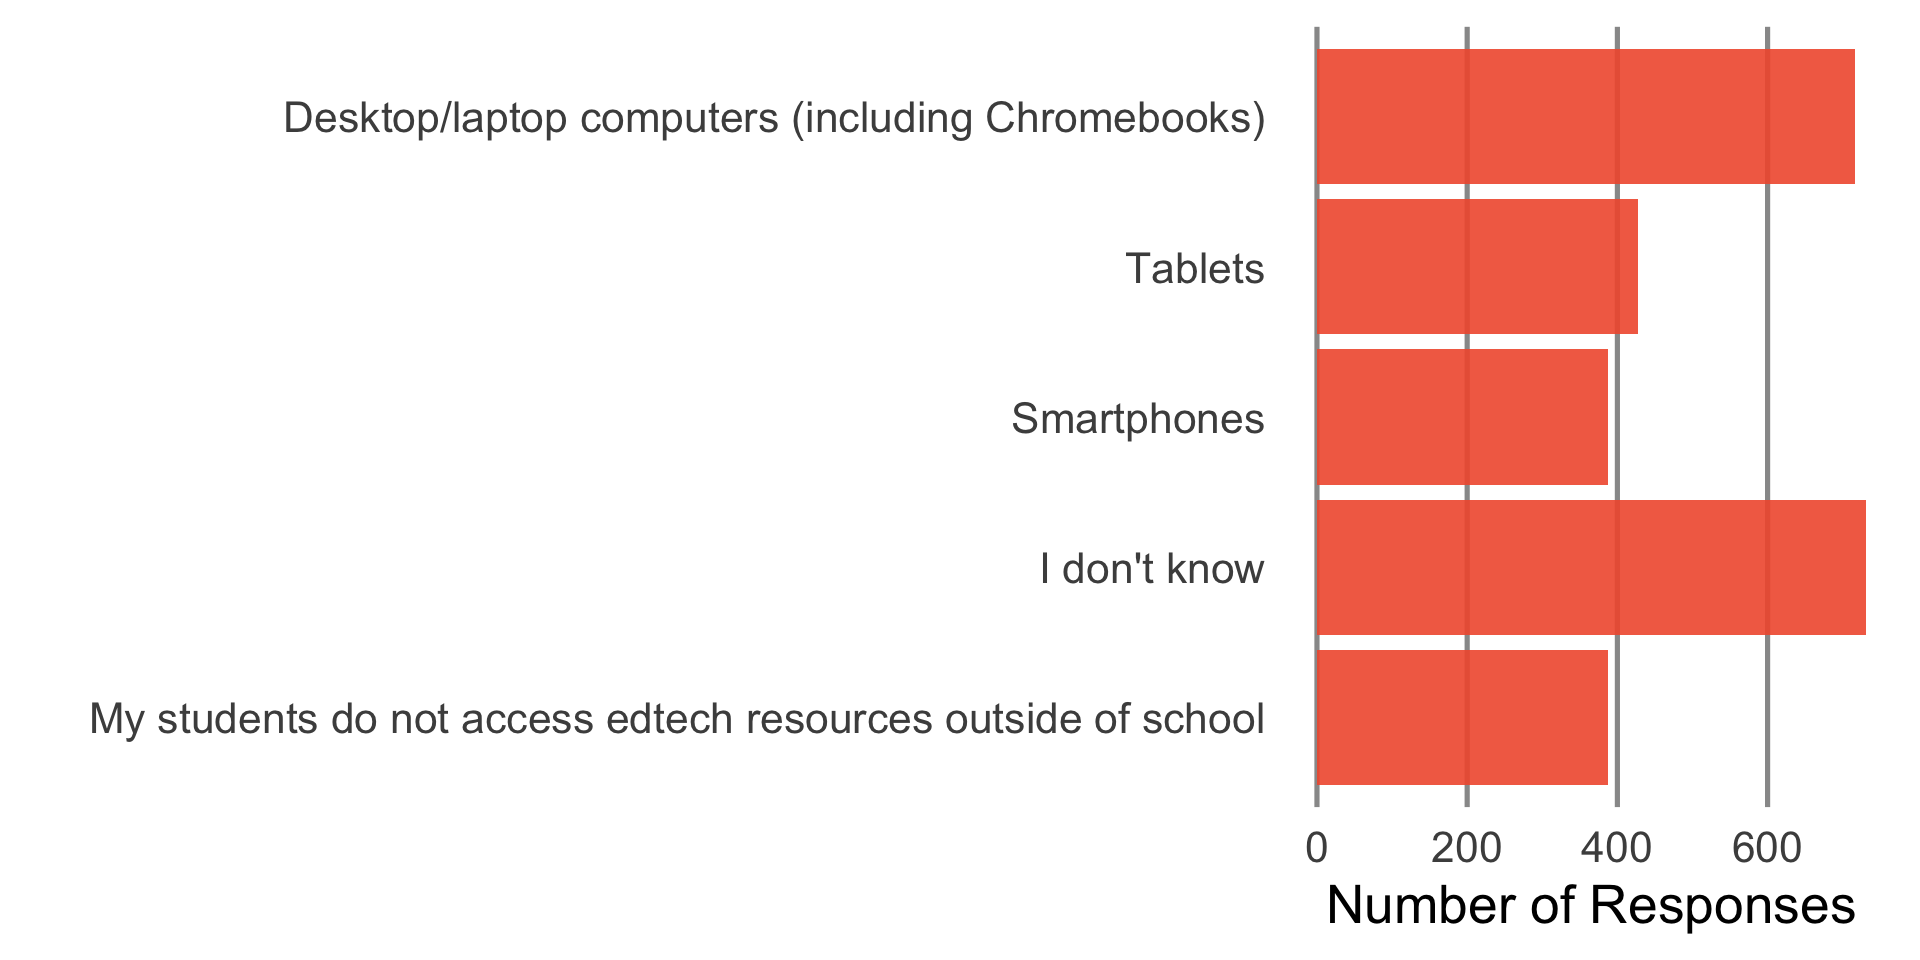 Desktop/laptop computers (including Chromebooks)
Tablets
Smartphones
I don't know
My students do not access edtech resources outside of school
0 200 400 600
Number of Responses